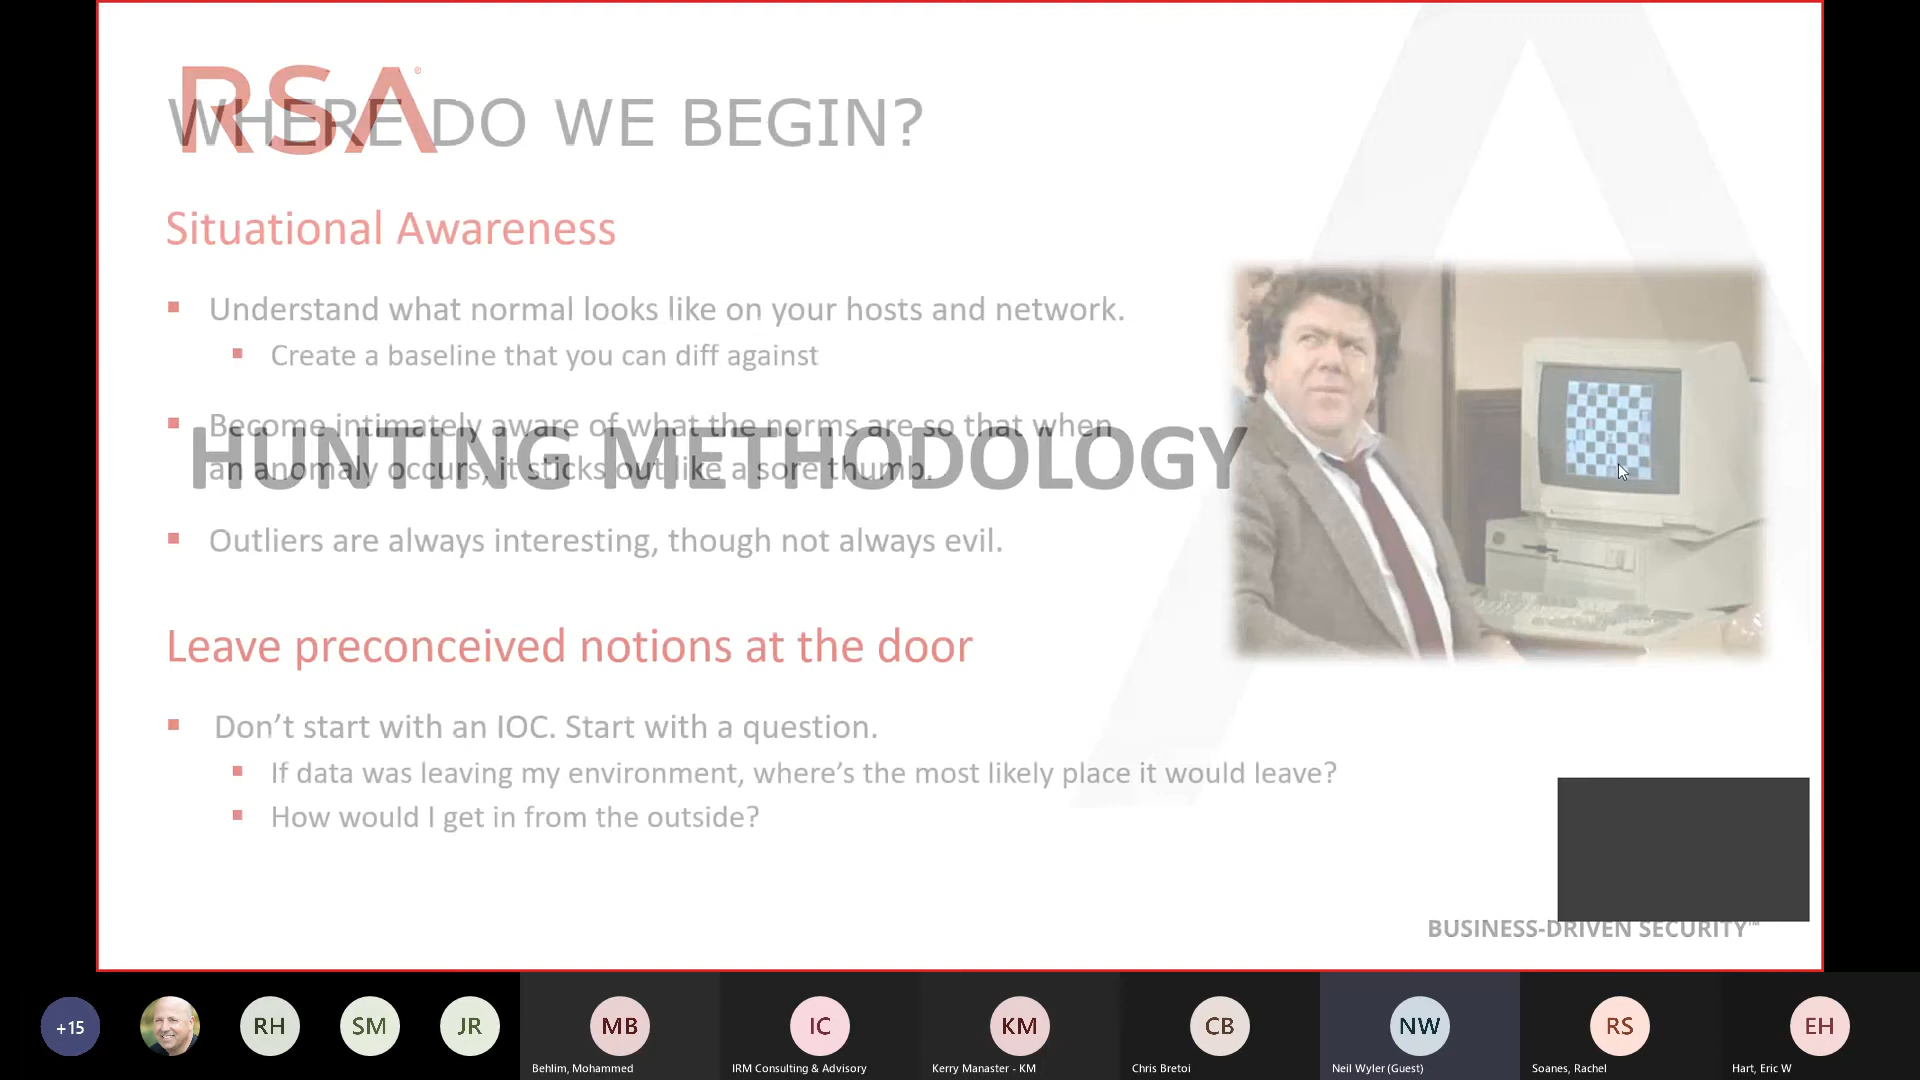 RSA®
WHERE DO WE BEGIN?
Situational Awareness
Understand what normal looks like on your hosts and network.
Create a baseline that you can diff against
Become intimately aware of what the norms are so that when
an anomaly occurs, it sticks out like a sore thumb.
HUNTING METHODOLOGY
Outliers are always interesting, though not always evil.
Leave preconceived notions at the door
Don’t start with an IOC. Start with a question.
If data was leaving my environment, where’s the most likely place it would leave?
How would I get in from the outside?
BUSINESS-DRIVEN SECURITY™
+15
RH
SM
JR
MB
IC
KM
CB
NW
RS
EH
Behlim, Mohammed
IRM Consulting & Advisory
Kerry Manaster - KM
Chris Bretoi
Neil Wyler (Guest)
Soanes, Rachel
Hart, Eric W